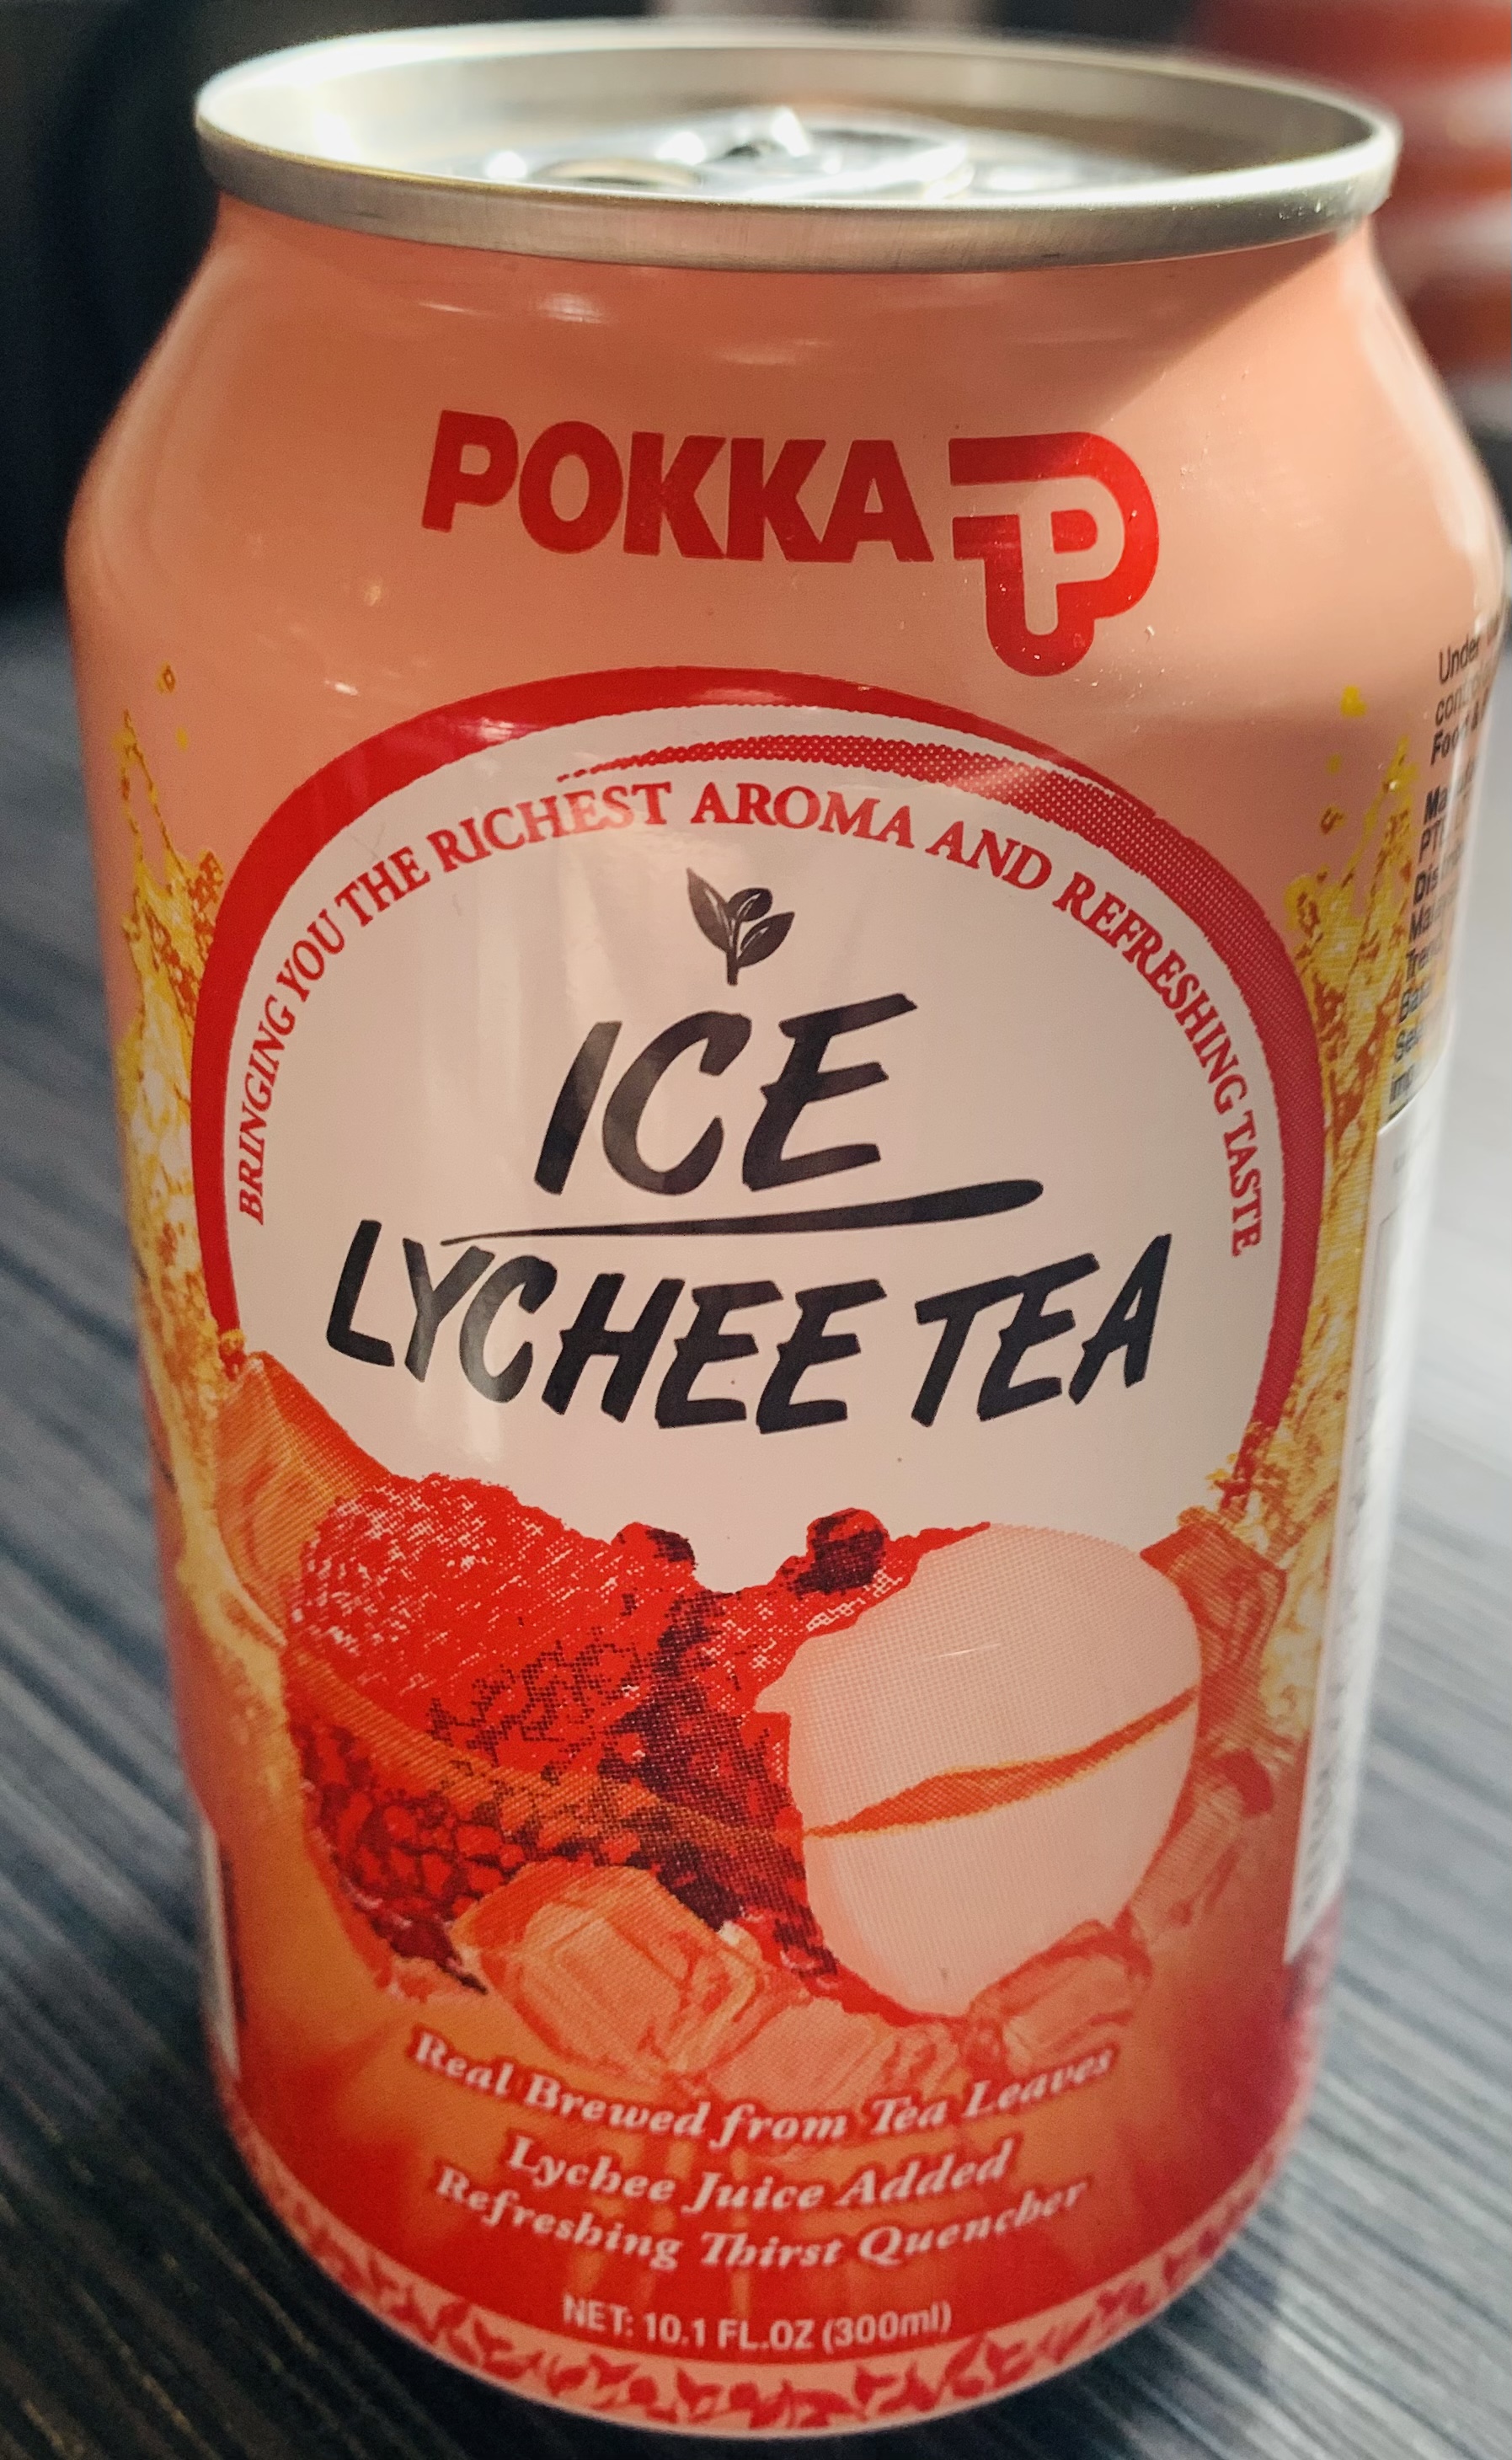 POKKA P
BRINGING YOU THE RICHEST AROMA AND REFRESHING TASTE
ICE
LYCHEE TEA
Real Brewed from Tea Leaves
Lychee Juice Added
Refreshing Thirst Quencher
NET: 10.1 FL.OZ (300ml)
Under